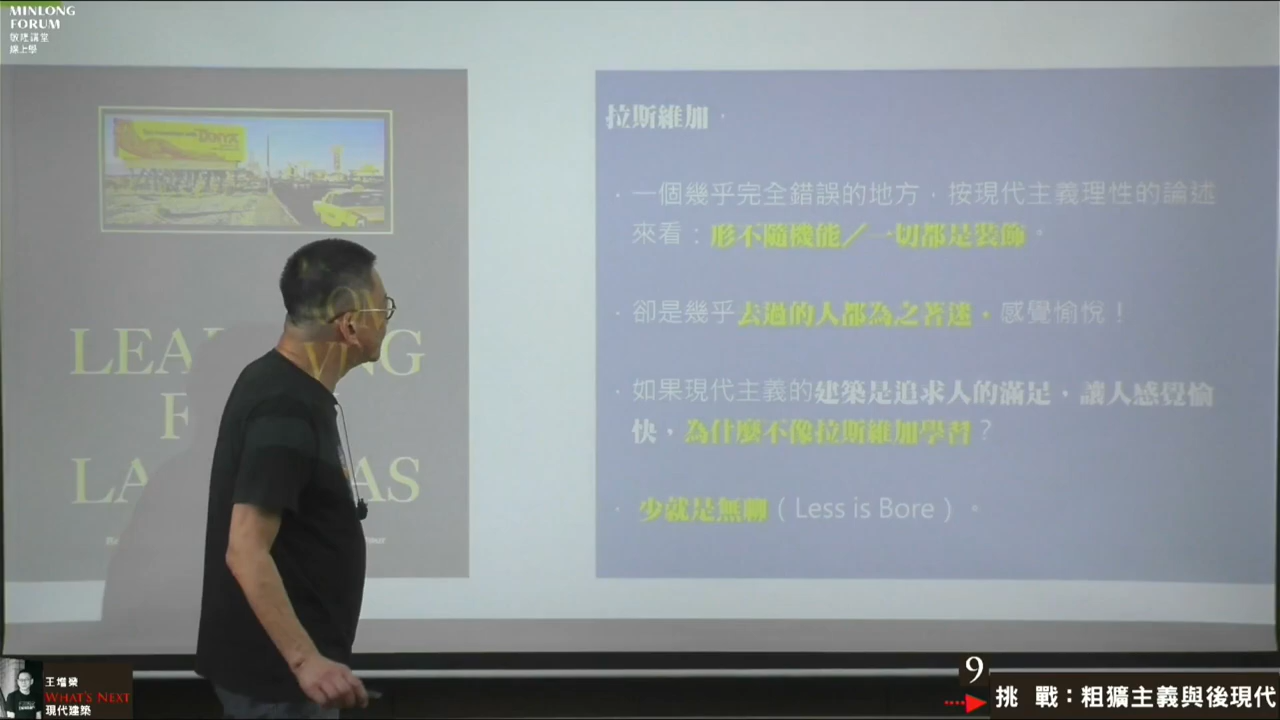 MINLONG
FORUM
敏隆講堂
線上學
拉斯維加
·一個幾乎完全錯誤的地方，按現代主義理性的論述
來看：形不隨機能／一切都是裝飾。
·卻是幾乎去過的人都為之著迷，感覺愉悅！
·如果現代主義的建築是追求人的滿足，讓人感覺愉
快，為什麼不像拉斯維加學習？
·少就是無聊（Less is Bore）。
LEA NING
F
LA AS
王增榮
WHAT'S NEXT
現代建築
9
挑 戰：粗獷主義與後現代